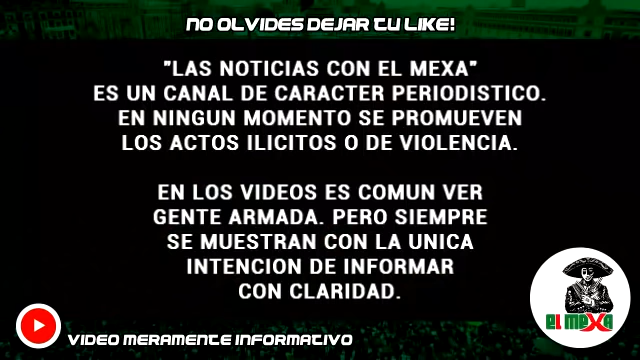 NO OLVIDES DEJAR TU LIKE!
"LAS NOTICIAS CON EL MEXA"
ES UN CANAL DE CARACTER PERIODISTICO.
EN NINGUN MOMENTO SE PROMUEVEN
LOS ACTOS ILICITOS O DE VIOLENCIA.
EN LOS VIDEOS ES COMUN VER
GENTE ARMADA. PERO SIEMPRE
SE MUESTRAN CON LA UNICA
INTENCION DE INFORMAR
CON CLARIDAD.
EL MEXA
VIDEO MERAMENTE INFORMATIVO